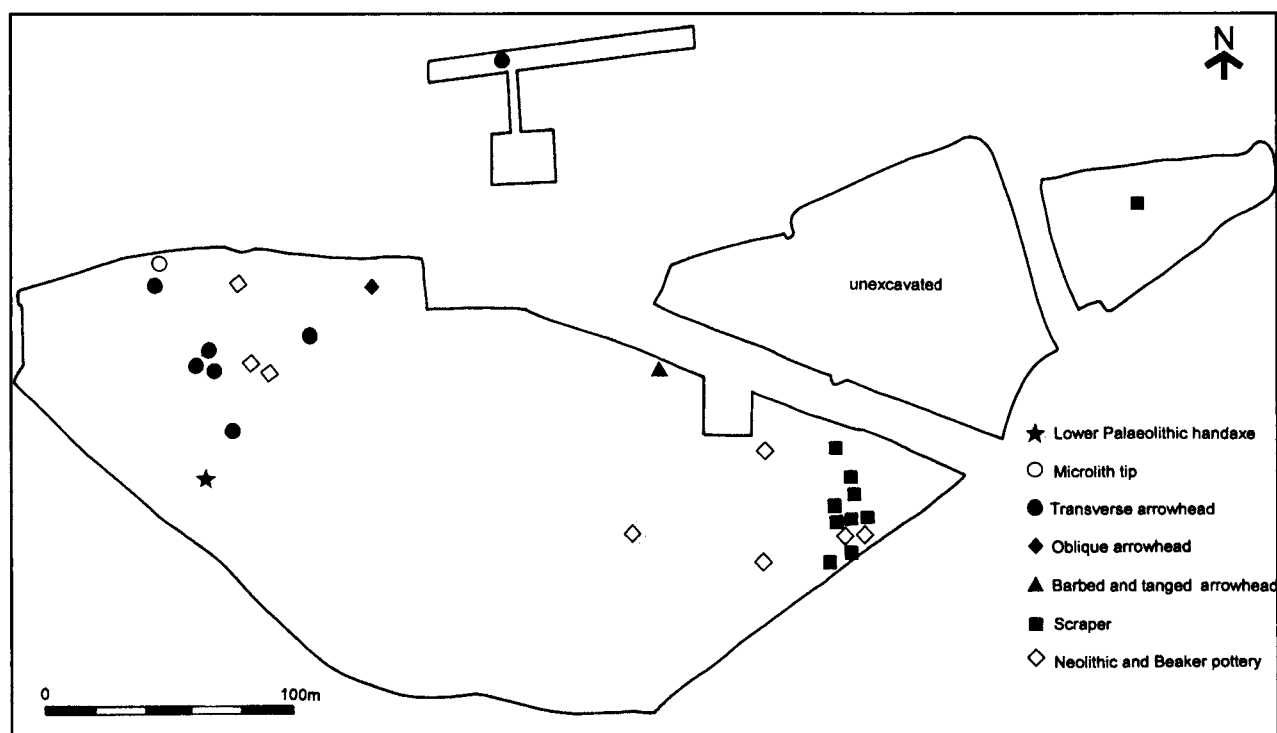 N
unexcavated
Lower Palaeolithic handaxe
Microlith tip
Transverse arrowhead
Oblique arrowhead
Barbed and tanged arrowhead
Scraper
Neolithic and Beaker pottery
0 100m